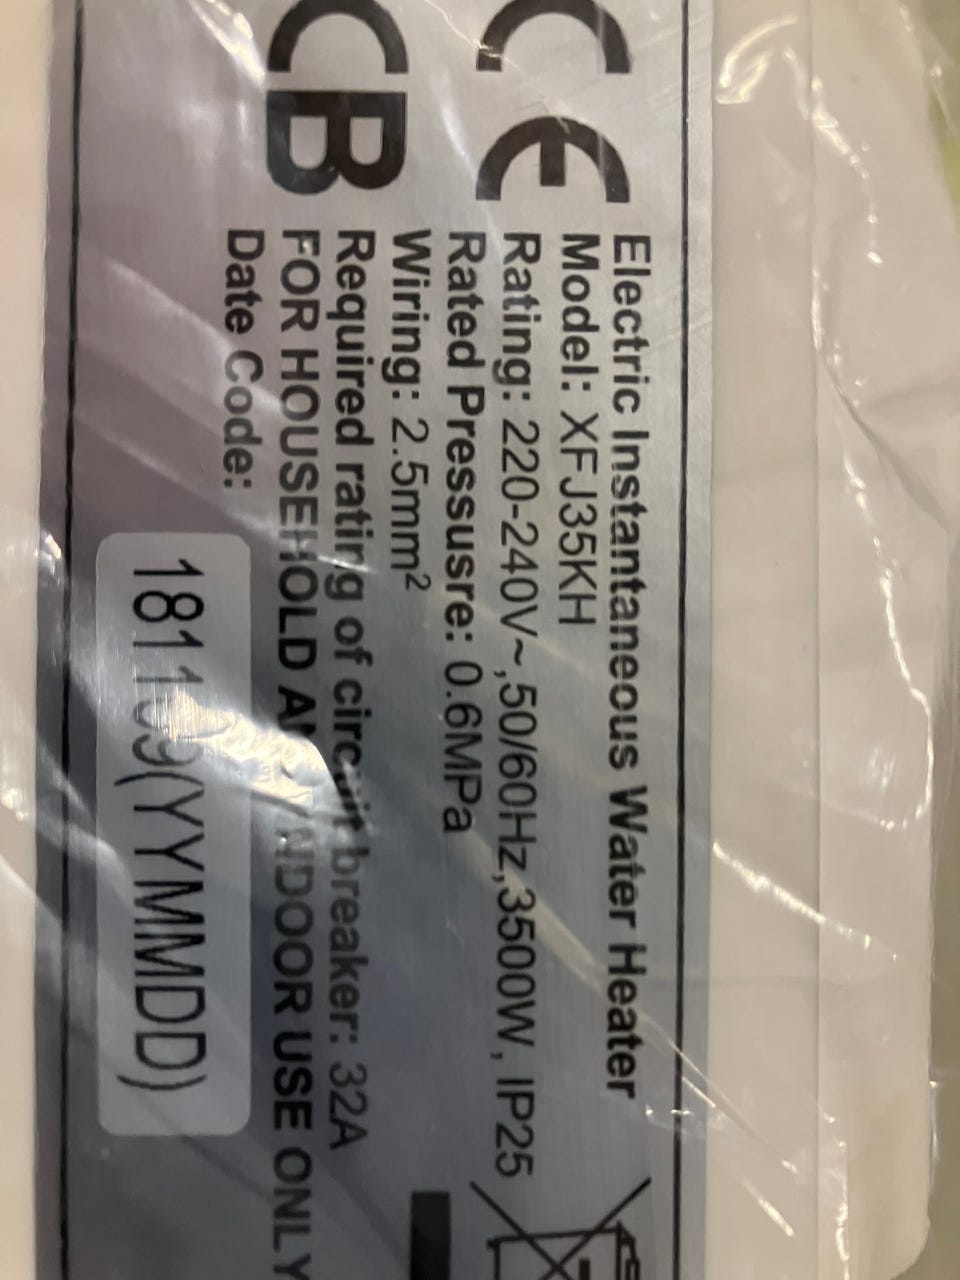 CE
CB
Electric Instantaneous Water Heater
Model: XFJ35KH
Rating: 220-240V~,50/60Hz,3500W, IP25
Rated Pressusre: 0.6MPa
Wiring: 2.5mm²
Required rating of circuit breaker: 32A
FOR HOUSEHOLD AND INDOOR USE ONLY
Date Code:
181109(YYMMDD)